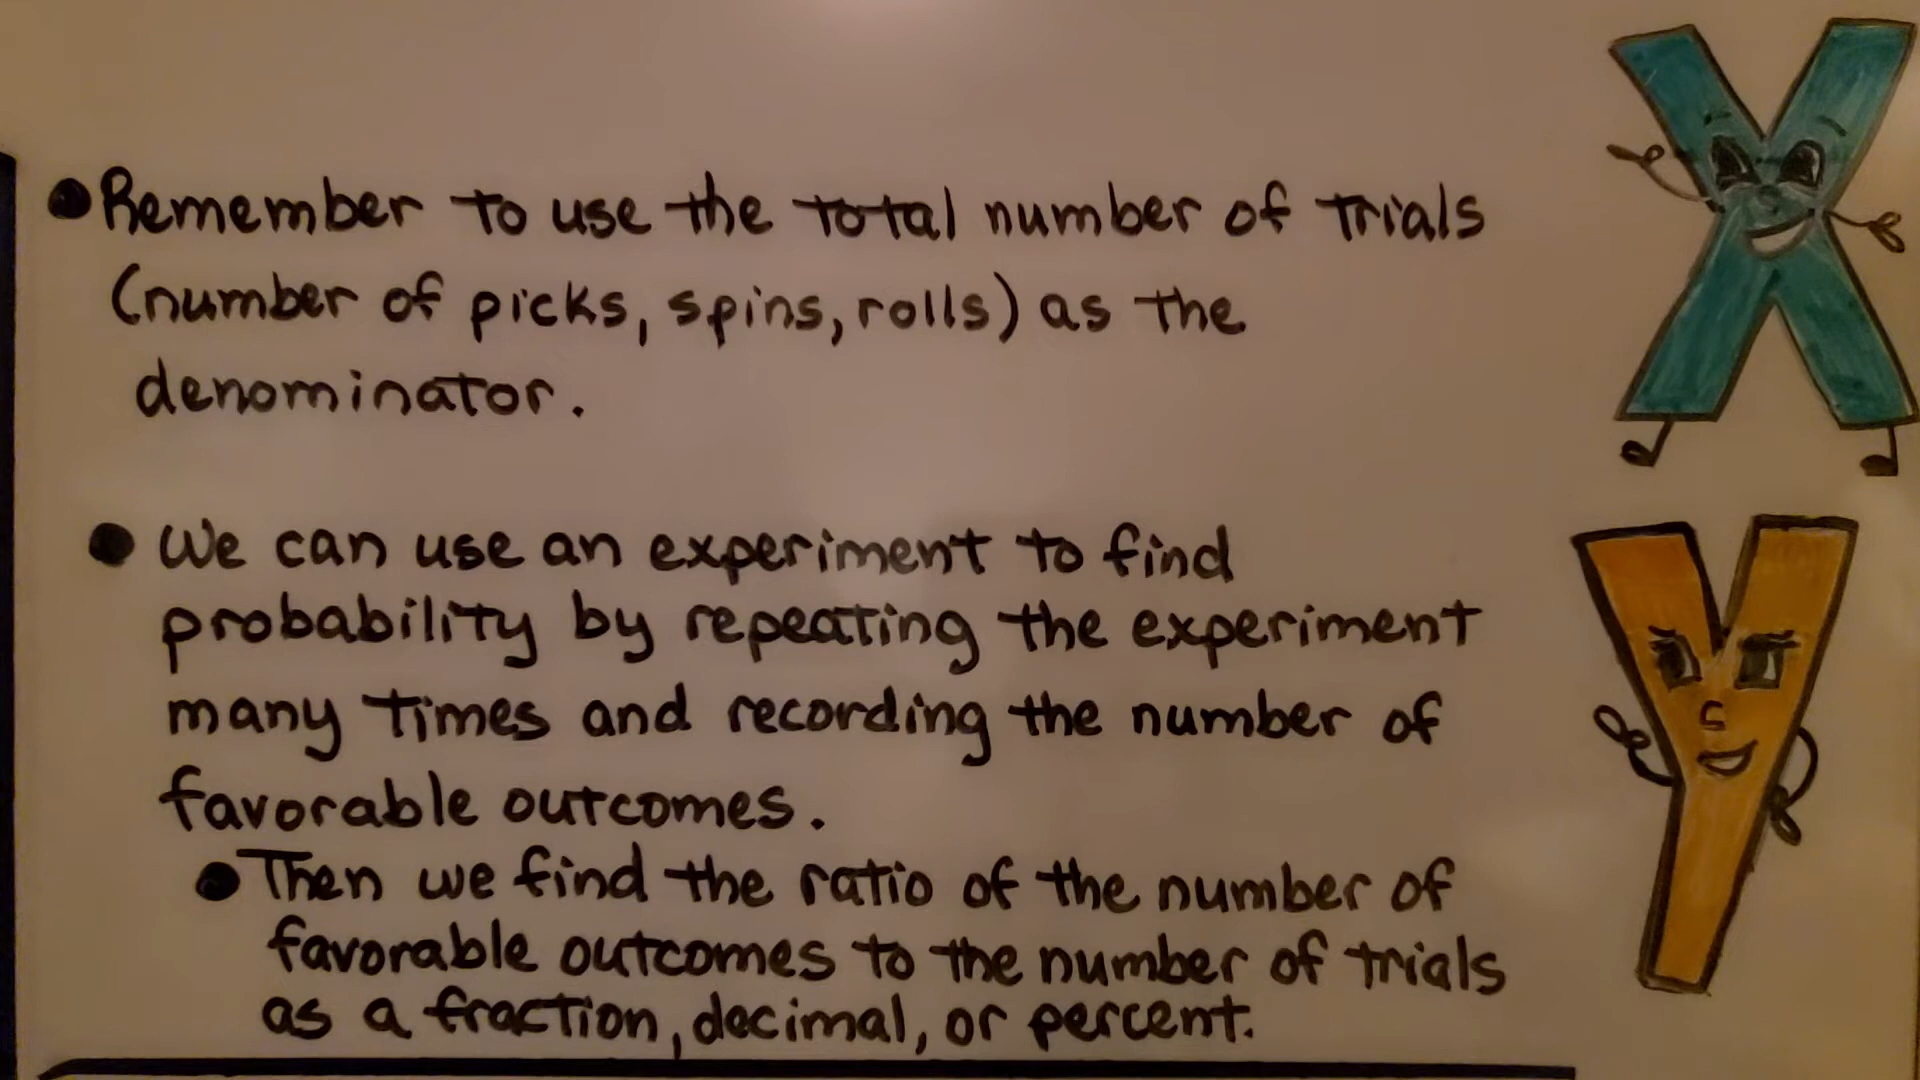 • Remember to use the total number of trials
(number of picks, spins, rolls) as the
denominator.
• We can use an experiment to find
probability by repeating the experiment
many times and recording the number of
favorable outcomes.
• Then we find the ratio of the number of
favorable outcomes to the number of trials
as a fraction, decimal, or percent.
X
Y